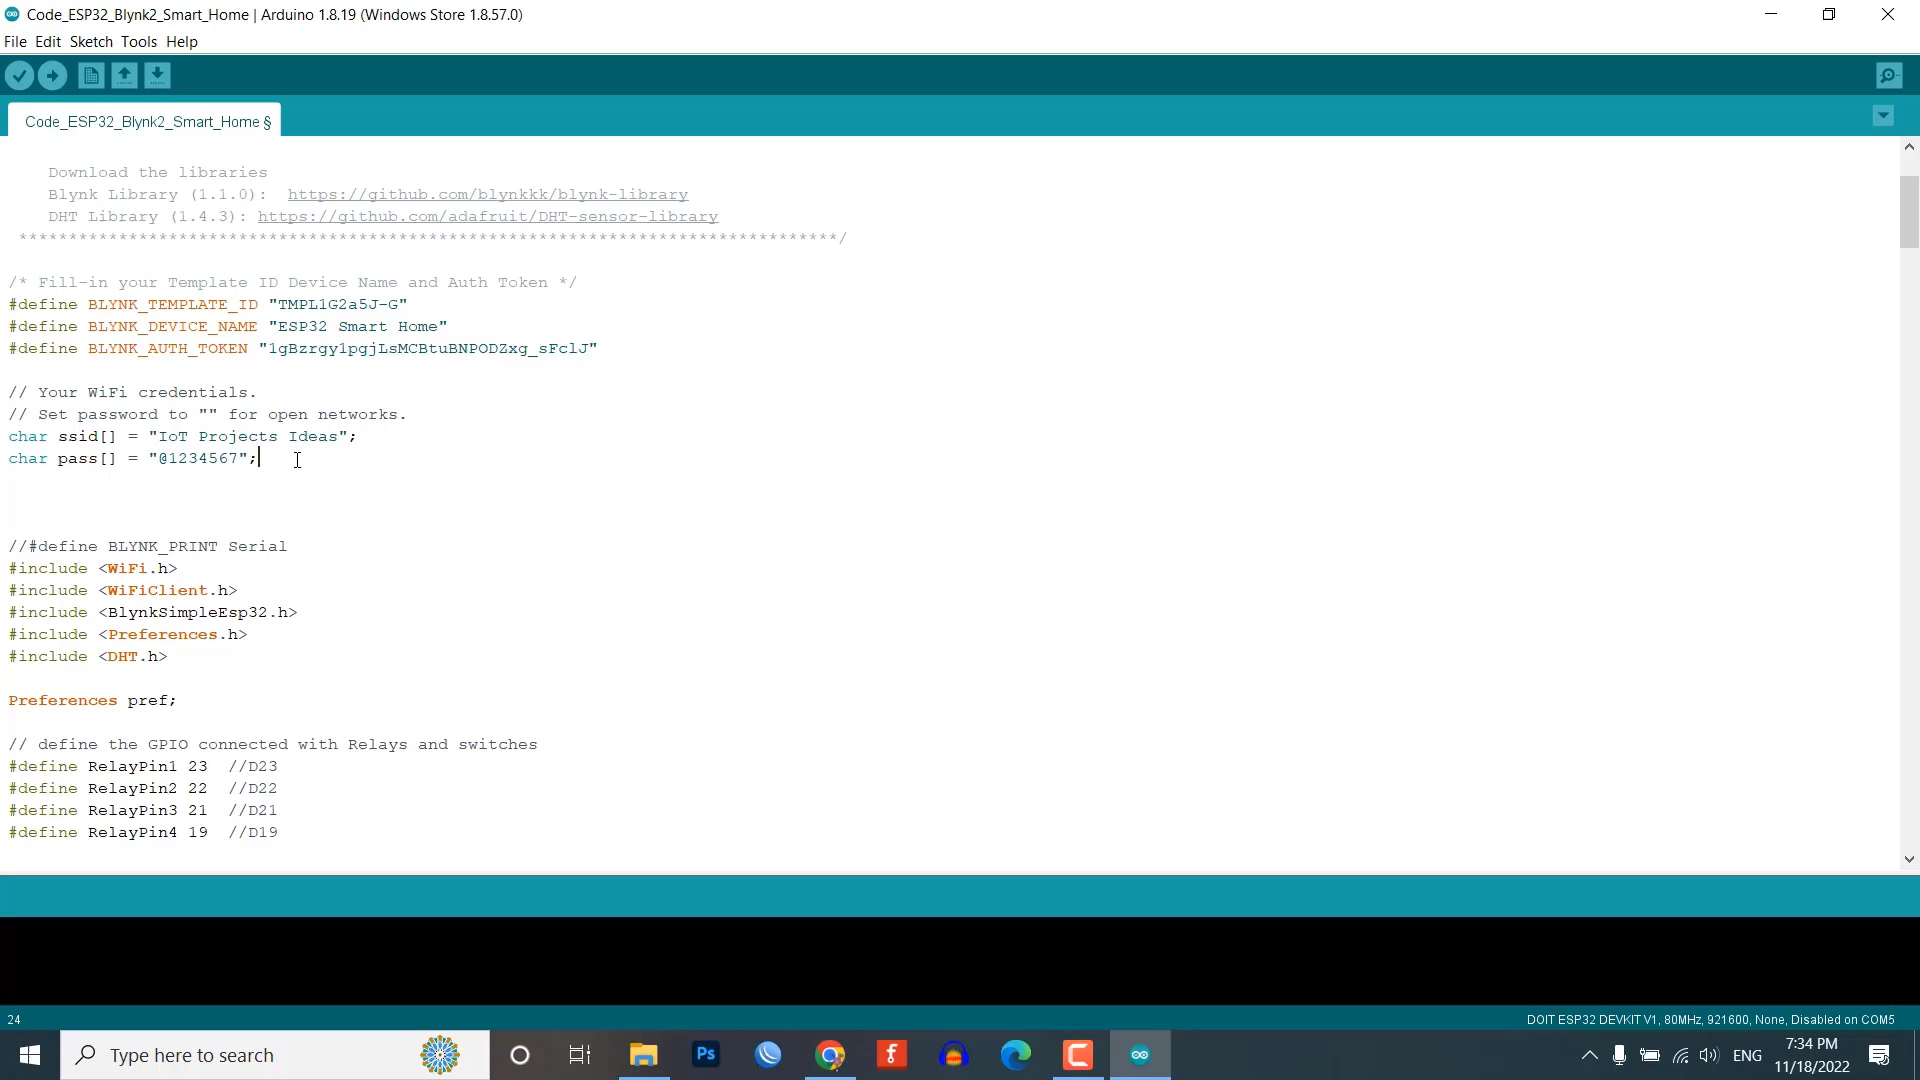 Code_ESP32_Blynk2_Smart_Home | Arduino 1.8.19 (Windows Store 1.8.57.0)
File Edit Sketch Tools Help
Code_ESP32_Blynk2_Smart_Home §
Download the libraries
Blynk Library (1.1.0): https://github.com/blynkkk/blynk-library
DHT Library (1.4.3): https://github.com/adafruit/DHT-sensor-library
**********************************************************************************/
/* Fill-in your Template ID Device Name and Auth Token */
#define BLYNK_TEMPLATE_ID "TMPL1G2a5J-G"
#define BLYNK_DEVICE_NAME "ESP32 Smart Home"
#define BLYNK_AUTH_TOKEN "1gBzrgy1pgjLsMCBtuBNPODZxg_sFclJ"
// Your WiFi credentials.
// Set password to "" for open networks.
char ssid[] = "IoT Projects Ideas";
char pass[] = "@1234567";
//#define BLYNK_PRINT Serial
#include <WiFi.h>
#include <WiFiClient.h>
#include <BlynkSimpleEsp32.h>
#include <Preferences.h>
#include <DHT.h>
Preferences pref;
// define the GPIO connected with Relays and switches
#define RelayPin1 23 //D23
#define RelayPin2 22 //D22
#define RelayPin3 21 //D21
#define RelayPin4 19 //D19
24
DOIT ESP32 DEVKIT V1, 80MHz, 921600, None, Disabled on COM5
Type here to search
Ps
ENG
7:34 PM
11/18/2022